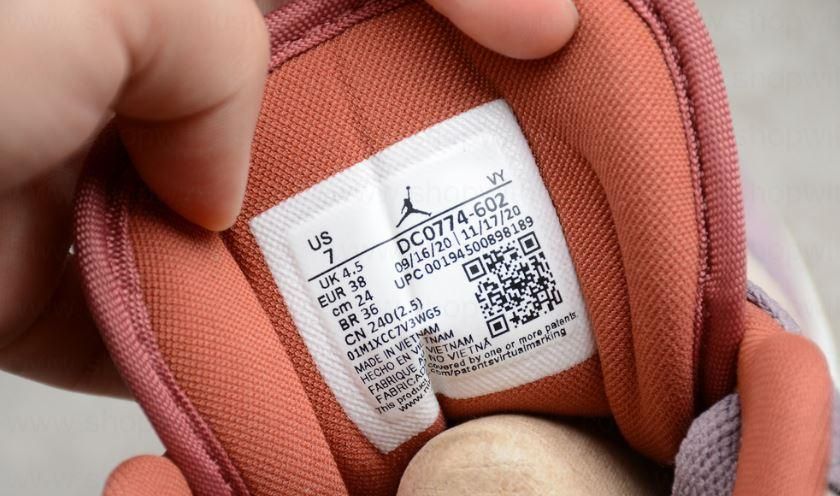 US
7
VY
DC0774-602
09/16/20 | 11/17/20
UPC 00194500898189
UK 4.5
EUR 38
cm 24
BR 36
CN 240(2.5)
01M1XCC7V3WG5
MADE IN VIETNAM
HECHO EN VIETNAM
FABRIQUÉ AU VIETNAM
FABRICADO NO VIETNÃ
This product covered by one or more patents.
www. com/patentsvirtualmarking